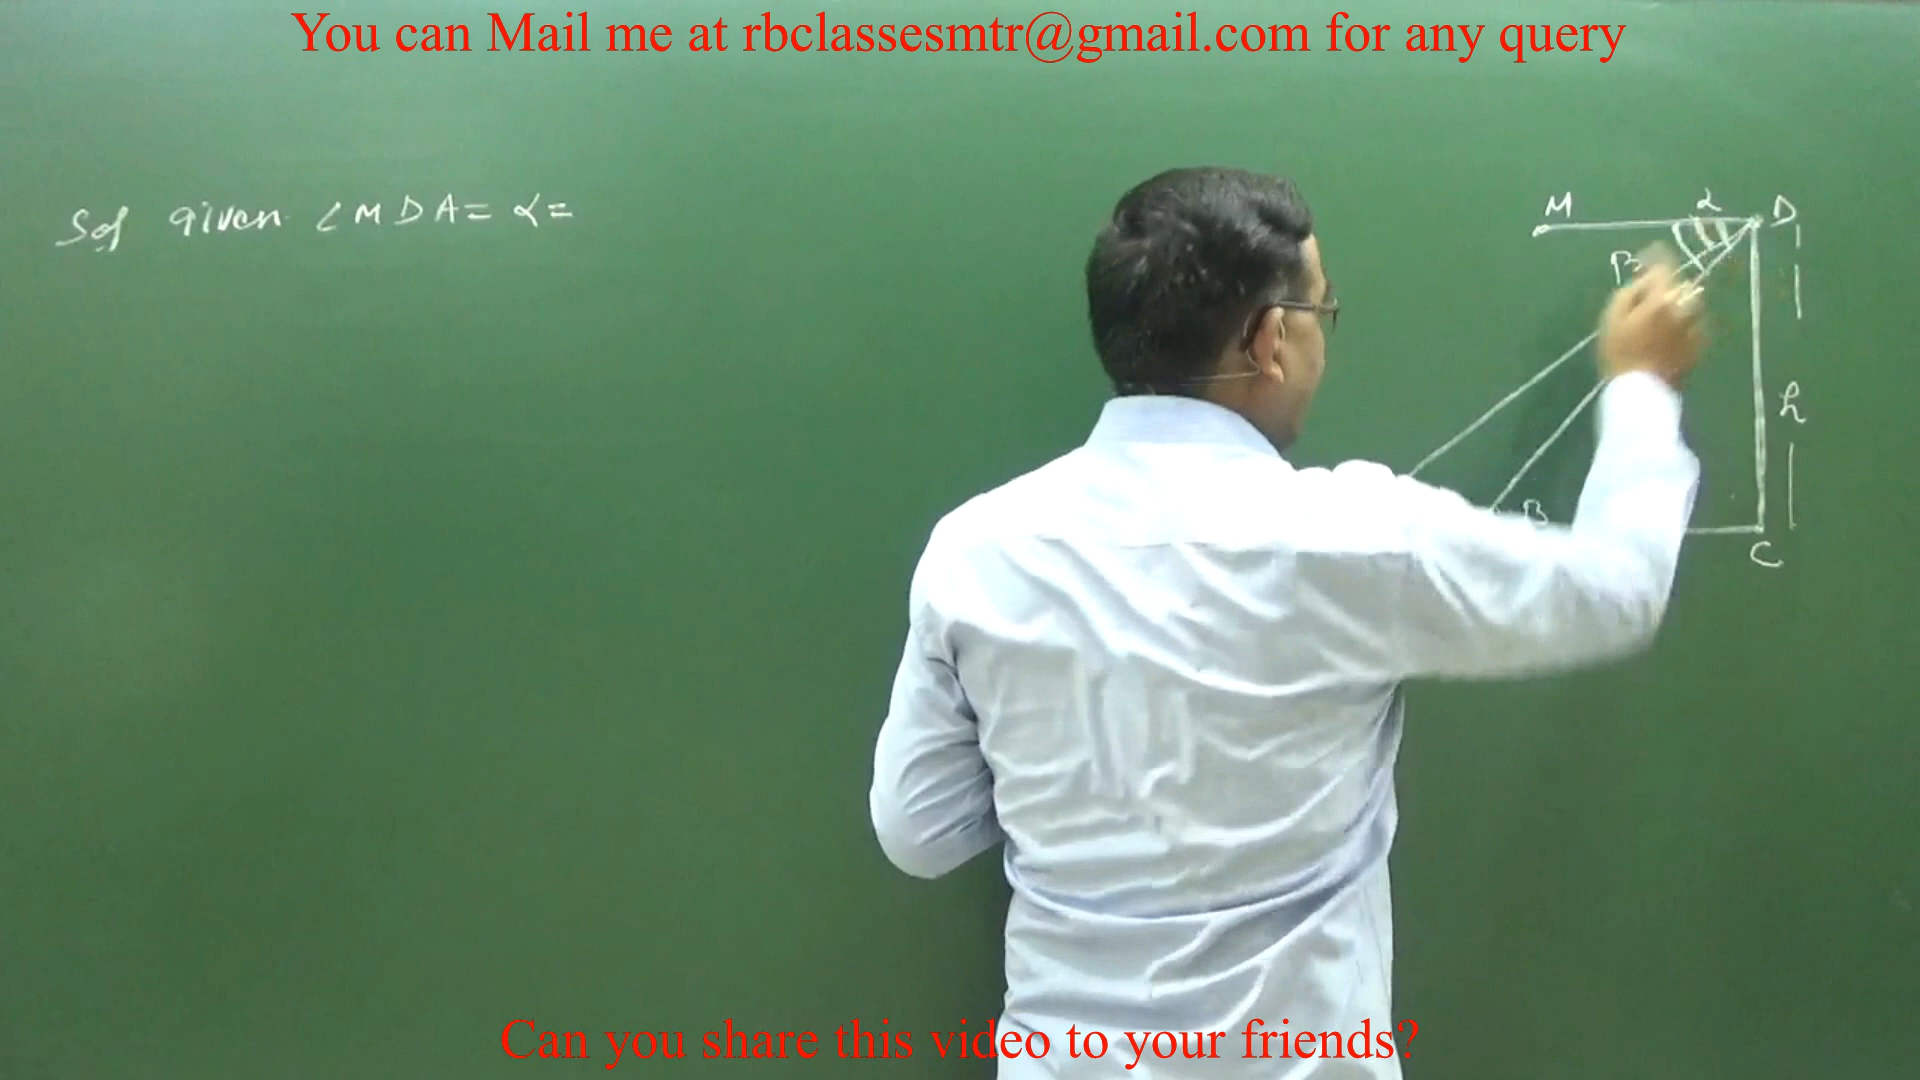 You can Mail me at rbclassesmtr@gmail.com for any query
Sol given ∠MDA = α =
M
α
D
β
h
B
C
Can you share this video to your friends?